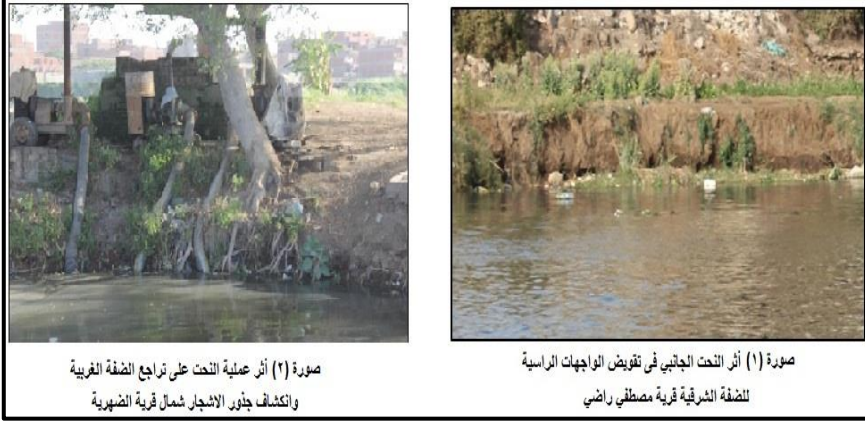 صورة (١) أثر النحت الجانبي فى تقويض الواجهات الراسية
للضفة الشرقية قرية مصطفي راضي
صورة (٢) أثر عملية النحت على تراجع الضفة الغربية
وانكشاف جذور الاشجار شمال قرية الضهرية